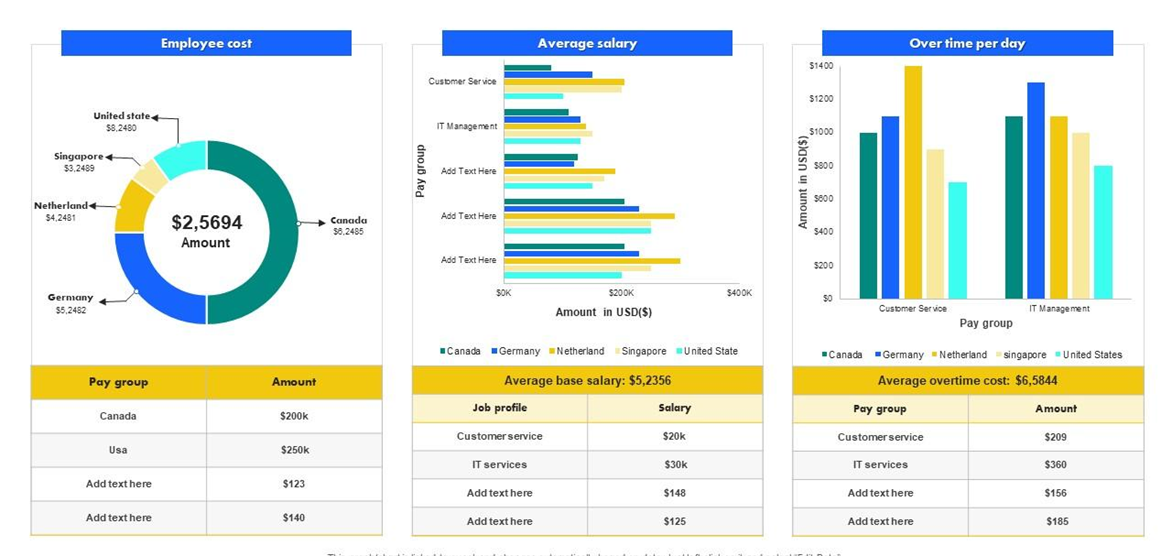 Employee cost
United state
$8,2480
Singapore
$3,2489
Netherland
$4,2481
Germany
$5,2482
Canada
$6,2485
$2,5694
Amount
Pay group Amount
Canada $200k
Usa $250k
Add text here $123
Add text here $140
Average salary
Pay group
Customer Service
IT Management
Add Text Here
Add Text Here
Add Text Here
$0K $200K $400K
Amount in USD($)
Canada Germany Netherland Singapore United State
Average base salary: $5,2356
Job profile Salary
Customer service $20k
IT services $30k
Add text here $148
Add text here $125
Over time per day
Amount in USD($)
$1400
$1200
$1000
$800
$600
$400
$200
$0
Customer Service IT Management
Pay group
Canada Germany Netherland singapore United States
Average overtime cost: $6,5844
Pay group Amount
Customer service $209
IT services $360
Add text here $156
Add text here $185